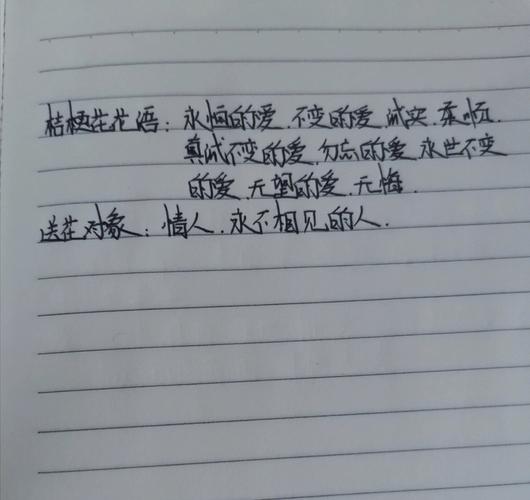 桔梗花花语：永恒的爱.不变的爱.诚实.柔顺.
真诚不变的爱.勿忘的爱.永世不变
的爱.无望的爱.无悔.
送花对象：情人.永不相见的人.